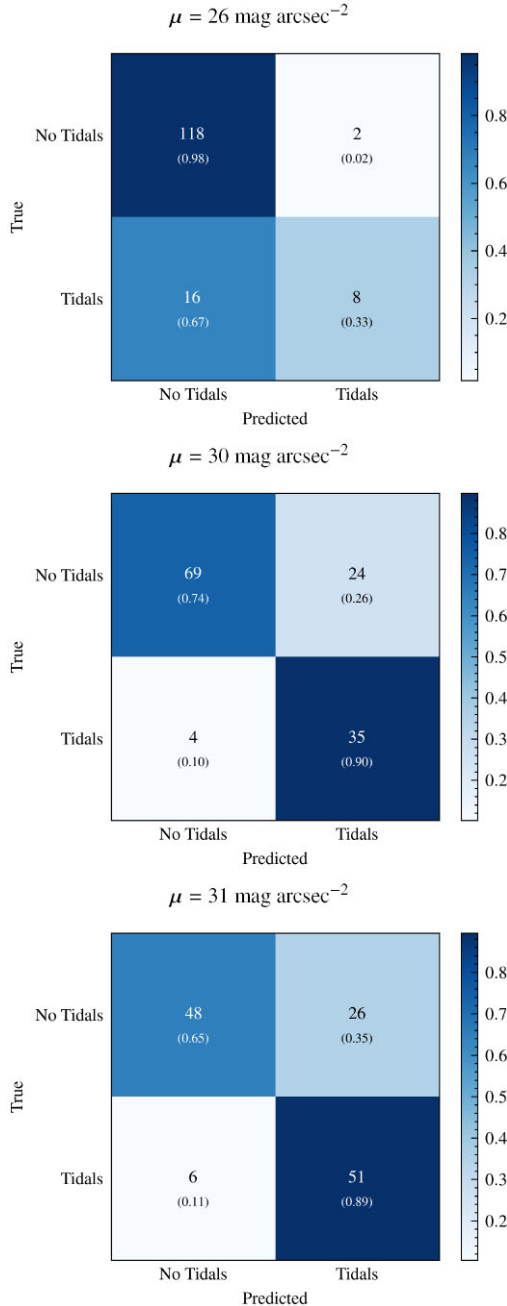 μ = 26 mag arcsec⁻²
No Tidals
118
2
(0.98)
(0.02)
True
Tidals
16
8
(0.67)
(0.33)
No Tidals
Tidals
Predicted
0.8
0.6
0.4
0.2
μ = 30 mag arcsec⁻²
No Tidals
69
24
(0.74)
(0.26)
True
Tidals
4
35
(0.10)
(0.90)
No Tidals
Tidals
Predicted
0.8
0.7
0.6
0.5
0.4
0.3
0.2
μ = 31 mag arcsec⁻²
No Tidals
48
26
(0.65)
(0.35)
True
Tidals
6
51
(0.11)
(0.89)
No Tidals
Tidals
Predicted
0.8
0.7
0.6
0.5
0.4
0.3
0.2